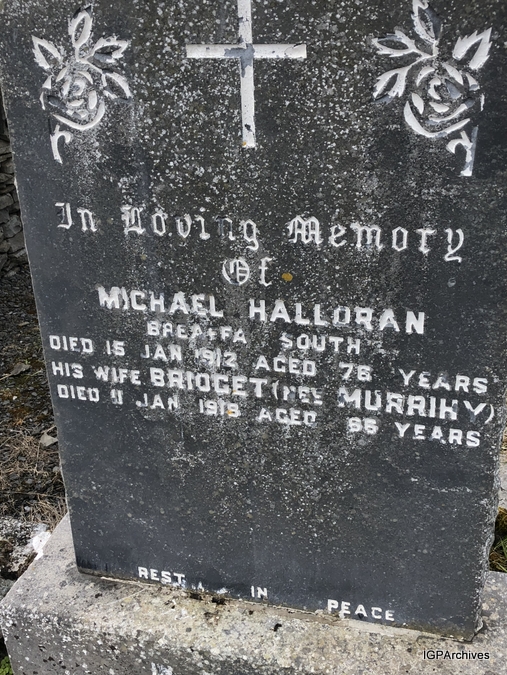 In Loving Memory
Of
MICHAEL HALLORAN
BREAFFA SOUTH
DIED 15 JAN 1912 AGED 76 YEARS
HIS WIFE BRIDGET (NEE MURRIHY)
DIED 11 JAN 1918 AGED 86 YEARS
REST IN PEACE
IGPArchives